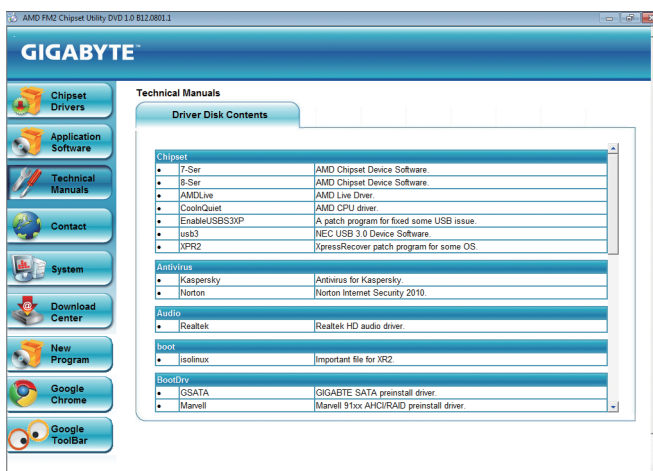 AMD FM2 Chipset Utility DVD 1.0 B12.0801.1
GIGABYTE™
Chipset
Drivers
Application
Software
Technical
Manuals
Contact
System
Download
Center
New
Program
Google
Chrome
Google
ToolBar
Technical Manuals
Driver Disk Contents
Chipset
• 7-Ser AMD Chipset Device Software.
• 8-Ser AMD Chipset Device Software.
• AMDLive AMD Live Drver.
• CoolnQuiet AMD CPU driver.
• EnableUSBS3XP A patch program for fixed some USB issue.
• usb3 NEC USB 3.0 Device Software.
• XPR2 XpressRecover patch program for some OS.
Antivirus
• Kaspersky Antivirus for Kaspersky.
• Norton Norton Internet Security 2010.
Audio
• Realtek Realtek HD audio driver.
boot
• isolinux Important file for XR2.
BootDrv
• GSATA GIGABTE SATA preinstall driver.
• Marvell Marvell 91xx AHCI/RAID preinstall driver.